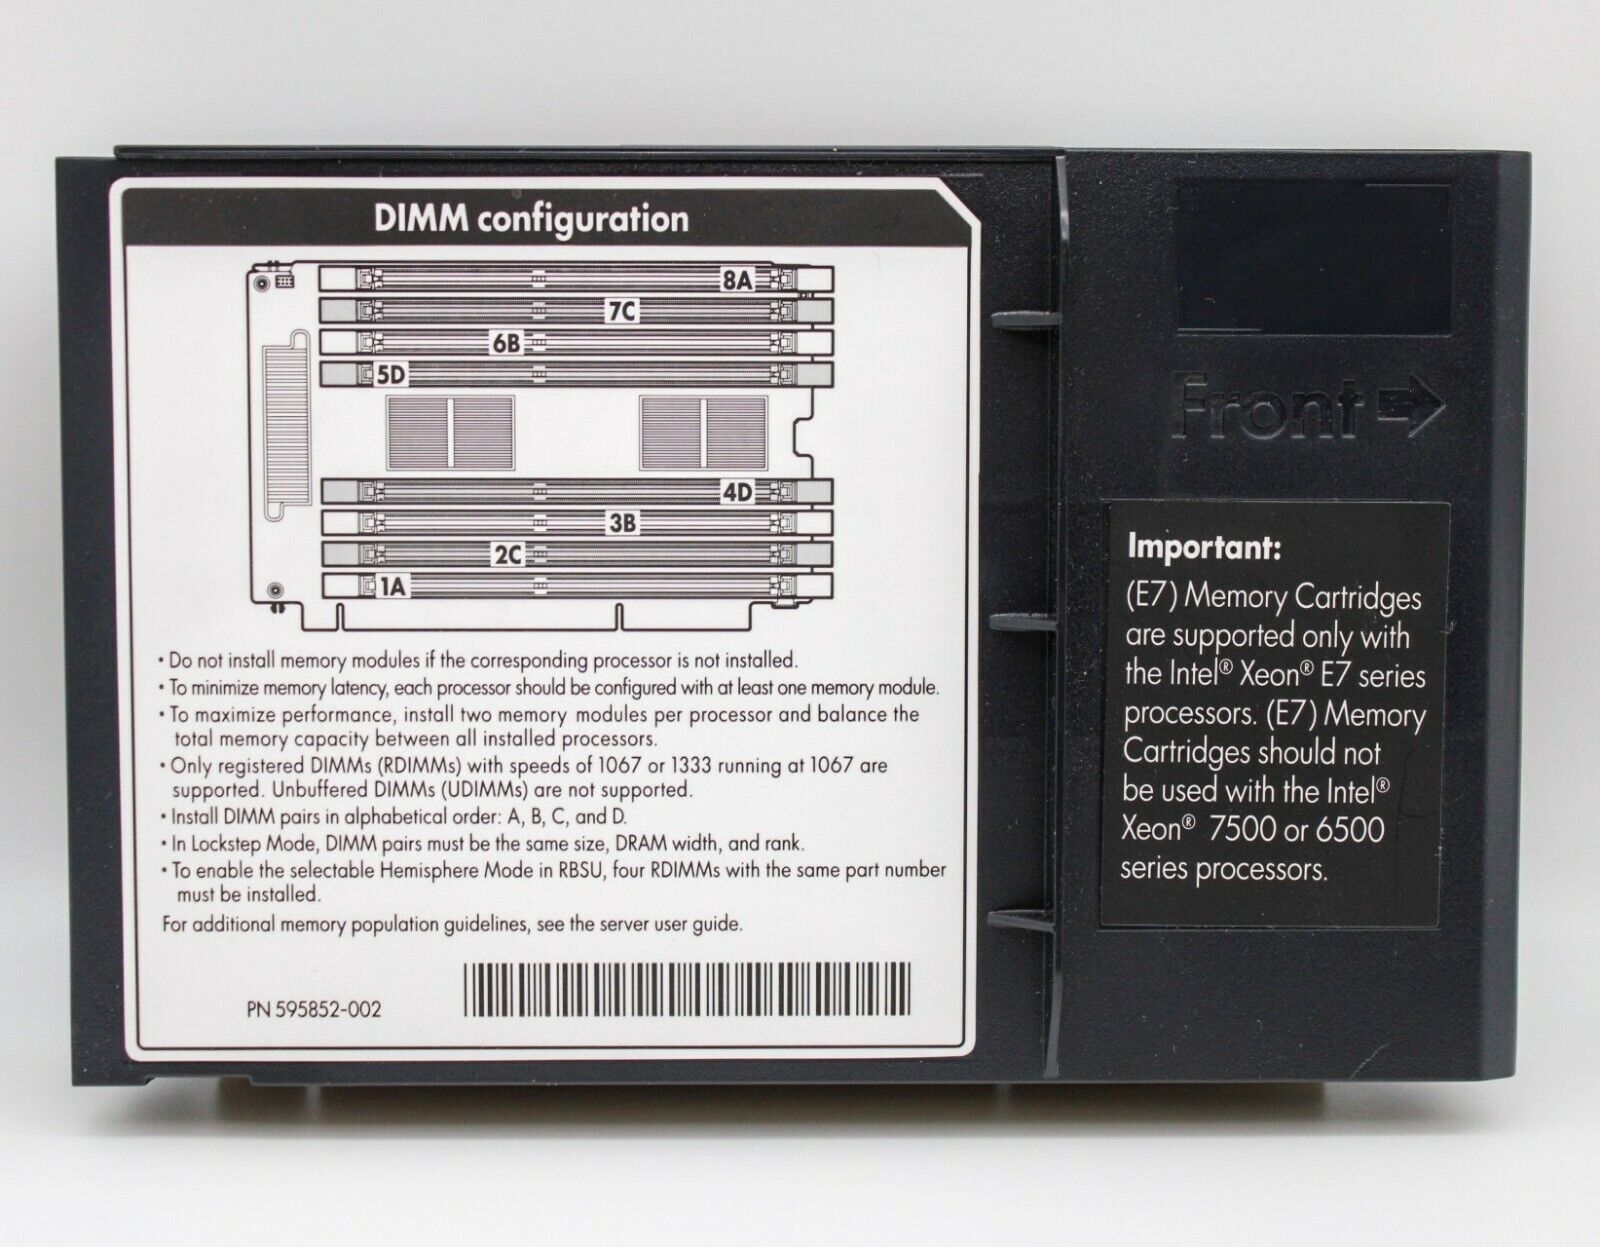 DIMM configuration
8A
7C
6B
5D
4D
3B
2C
1A
• Do not install memory modules if the corresponding processor is not installed.
• To minimize memory latency, each processor should be configured with at least one memory module.
• To maximize performance, install two memory modules per processor and balance the
total memory capacity between all installed processors.
• Only registered DIMMs (RDIMMs) with speeds of 1067 or 1333 running at 1067 are
supported. Unbuffered DIMMs (UDIMMs) are not supported.
• Install DIMM pairs in alphabetical order: A, B, C, and D.
• In Lockstep Mode, DIMM pairs must be the same size, DRAM width, and rank.
• To enable the selectable Hemisphere Mode in RBSU, four RDIMMs with the same part number
must be installed.
For additional memory population guidelines, see the server user guide.
PN 595852-002
Front
Important:
(E7) Memory Cartridges
are supported only with
the Intel® Xeon® E7 series
processors. (E7) Memory
Cartridges should not
be used with the Intel®
Xeon® 7500 or 6500
series processors.